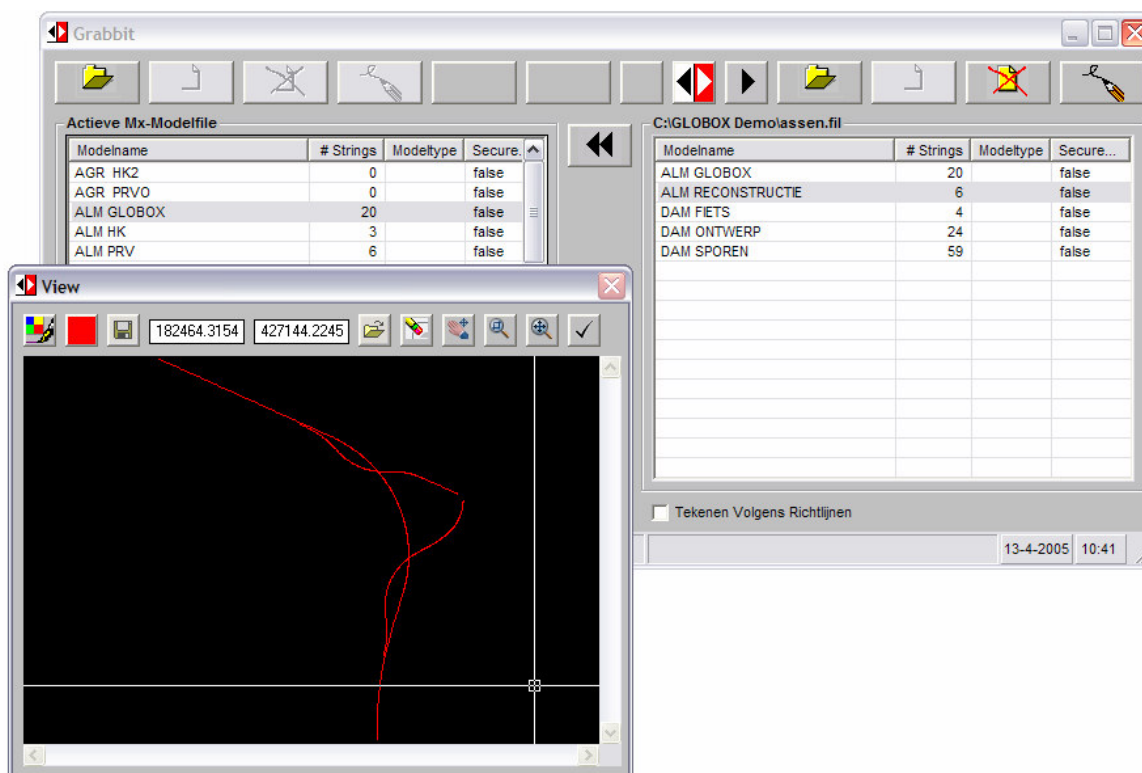 Grabbit
Actieve Mx-Modelfile
Modelname # Strings Modeltype Secure.
AGR HK2 0 false
AGR PRVO 0 false
ALM GLOBOX 20 false
ALM HK 3 false
ALM PRV 6 false
C:\GLOBOX Demo\assen.fil
Modelname # Strings Modeltype Secure...
ALM GLOBOX 20 false
ALM RECONSTRUCTIE 6 false
DAM FIETS 4 false
DAM ONTWERP 24 false
DAM SPOREN 59 false
Tekenen Volgens Richtlijnen
13-4-2005 10:41
View
182464.3154 427144.2245